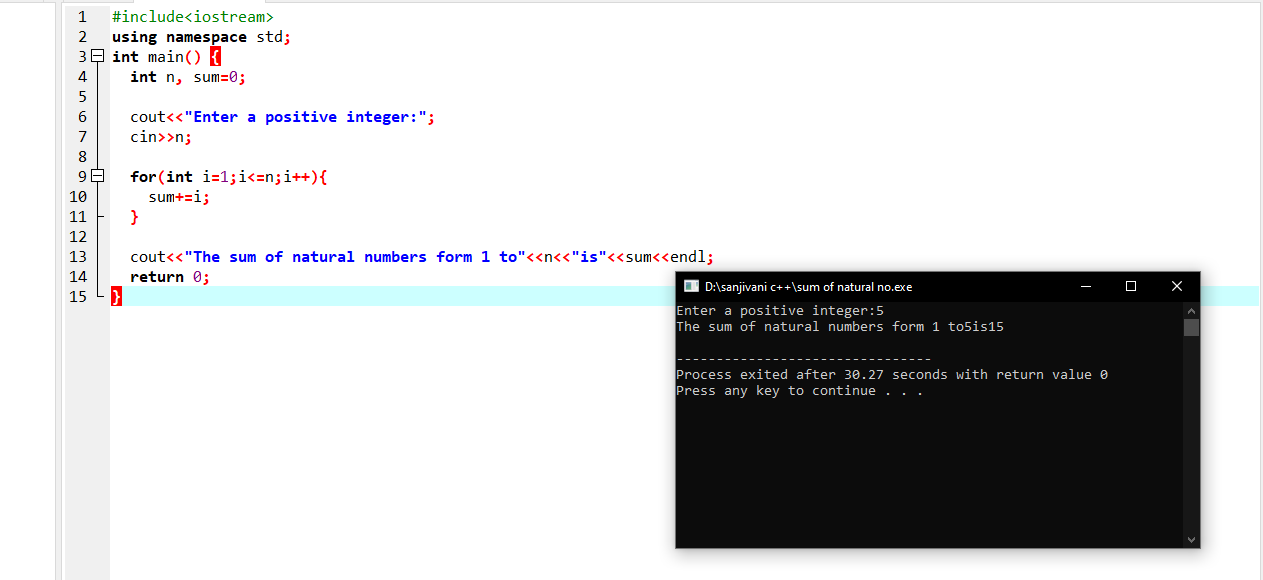 1 #include<iostream>
2 using namespace std;
3 int main() {
4 int n, sum=0;
5
6 cout<<"Enter a positive integer:";
7 cin>>n;
8
9 for(int i=1;i<=n;i++){
10 sum+=i;
11 }
12
13 cout<<"The sum of natural numbers form 1 to"<<n<<"is"<<sum<<endl;
14 return 0;
15 }
D:\sanjivani c++\sum of natural no.exe
Enter a positive integer:5
The sum of natural numbers form 1 to5is15
--------------------------------
Process exited after 30.27 seconds with return value 0
Press any key to continue . . .